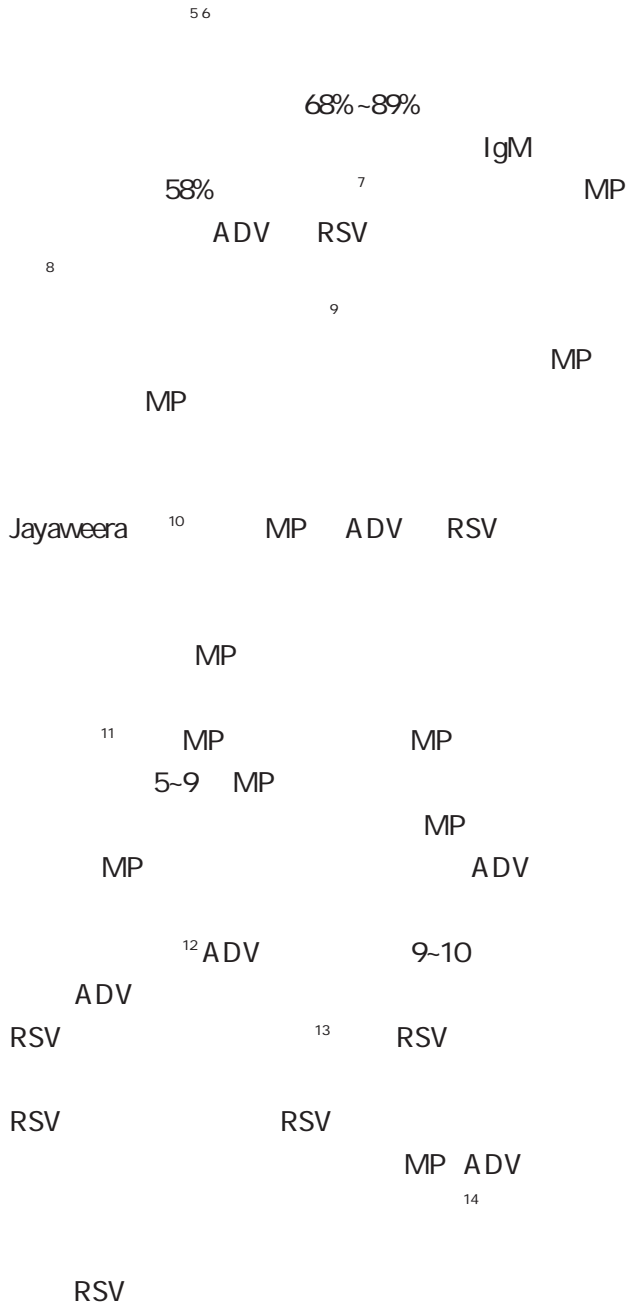 5 6
68%~89%
IgM
58% 7 MP
ADV RSV
8
9
MP
MP
Jayaweera 10 MP ADV RSV
MP
11 MP MP
5~9 MP
MP
MP ADV
12 ADV 9~10
ADV
RSV 13 RSV
RSV RSV
MP ADV
14
RSV